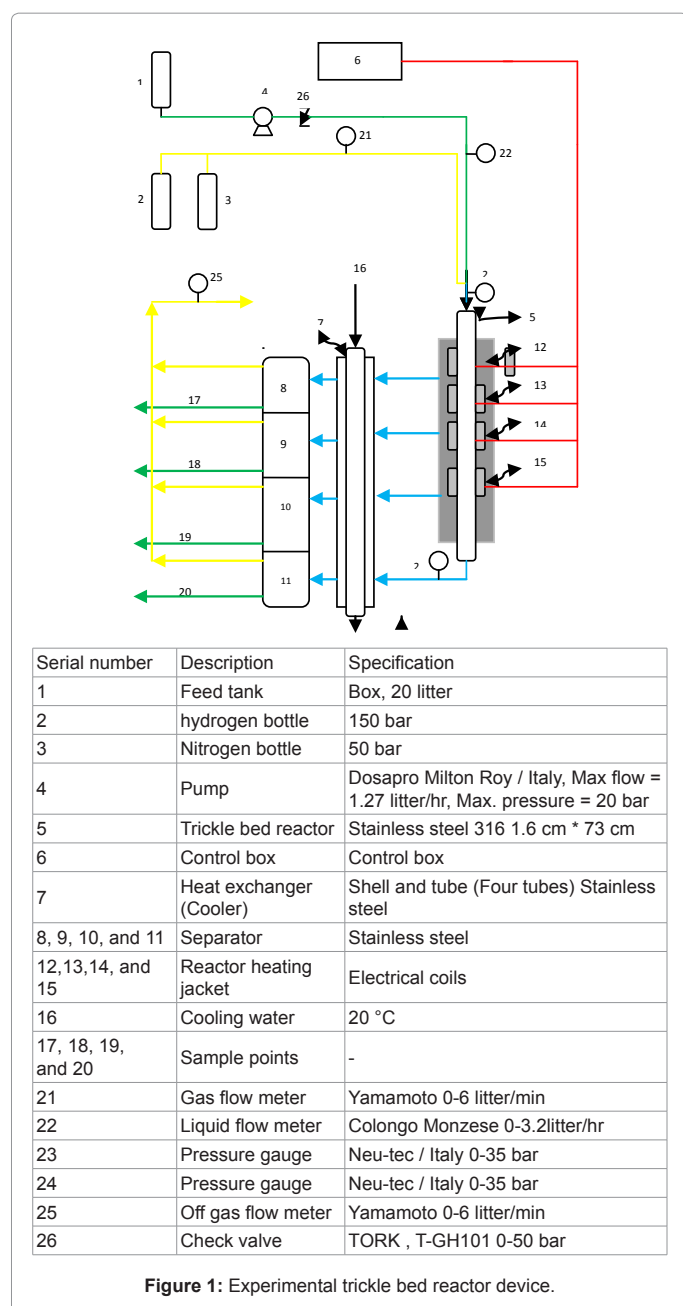 6
1
4
26
21
22
2
3
25
16
2
5
7
12
8
13
17
14
9
18
15
10
19
2
11
20
Serial number Description Specification
1 Feed tank Box, 20 litter
2 hydrogen bottle 150 bar
3 Nitrogen bottle 50 bar
4 Pump Dosapro Milton Roy / Italy, Max flow =
1.27 litter/hr, Max. pressure = 20 bar
5 Trickle bed reactor Stainless steel 316 1.6 cm * 73 cm
6 Control box Control box
7 Heat exchanger (Cooler) Shell and tube (Four tubes) Stainless
steel
8, 9, 10, and 11 Separator Stainless steel
12,13,14, and
15 Reactor heating
jacket Electrical coils
16 Cooling water 20 °C
17, 18, 19,
and 20 Sample points -
21 Gas flow meter Yamamoto 0-6 litter/min
22 Liquid flow meter Colongo Monzese 0-3.2litter/hr
23 Pressure gauge Neu-tec / Italy 0-35 bar
24 Pressure gauge Neu-tec / Italy 0-35 bar
25 Off gas flow meter Yamamoto 0-6 litter/min
26 Check valve TORK , T-GH101 0-50 bar
Figure 1: Experimental trickle bed reactor device.